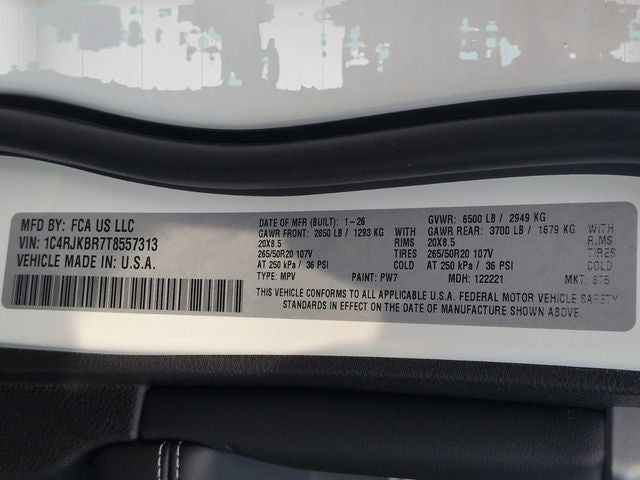 MFD BY: FCA US LLC
VIN: 1C4RJKBR7T8557313
VEHICLE MADE IN: U.S.A.
DATE OF MFR (BUILT): 1-26
GAWR FRONT: 2850 LB / 1293 KG WITH
20X8.5 RIMS
265/50R20 107V TIRES
AT 250 kPa / 36 PSI COLD
TYPE: MPV PAINT: PW7
GVWR: 6500 LB / 2949 KG
GAWR REAR: 3700 LB / 1679 KG WITH
20X8.5 RIMS
265/50R20 107V TIRES
AT 250 kPa / 36 PSI COLD
MDH: 122221 MKT:
THIS VEHICLE CONFORMS TO ALL APPLICABLE U.S.A. FEDERAL MOTOR VEHICLE SAFETY
STANDARDS IN EFFECT ON THE DATE OF MANUFACTURE SHOWN ABOVE.